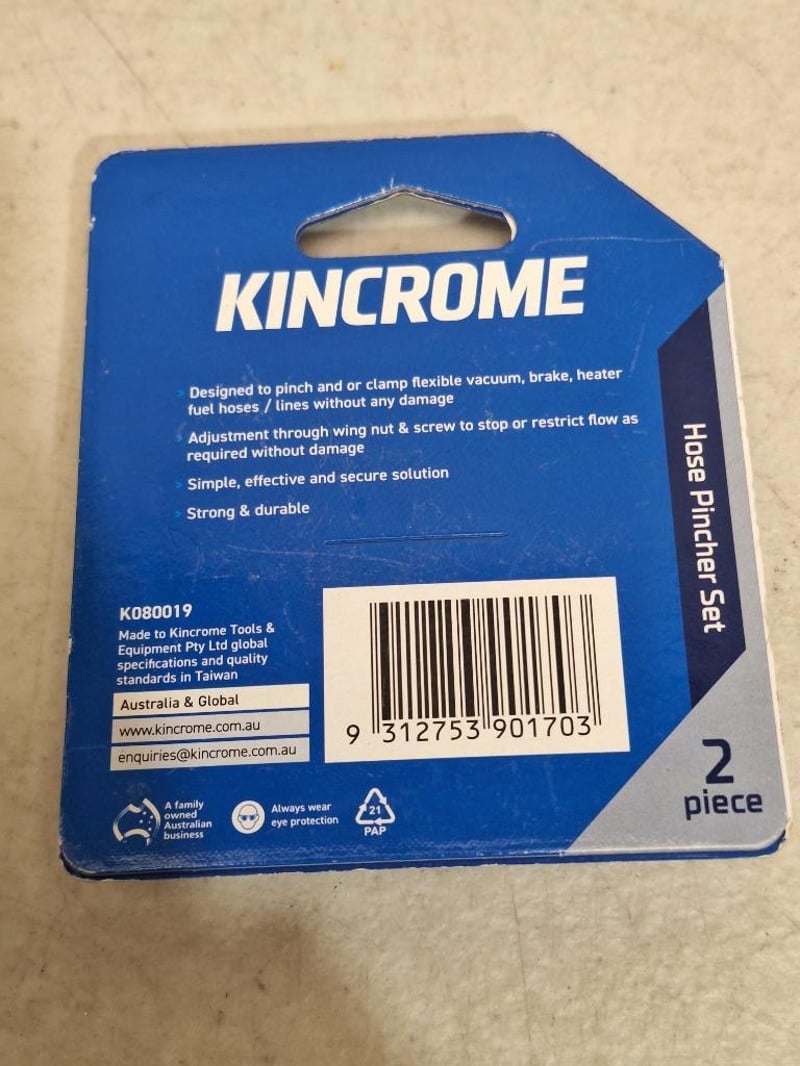 KINCROME
Designed to pinch and or clamp flexible vacuum, brake, heater
fuel hoses / lines without any damage
Adjustment through wing nut & screw to stop or restrict flow as
required without damage
Simple, effective and secure solution
Strong & durable
Hose Pincher Set
K080019
Made to Kincrome Tools &
Equipment Pty Ltd global
specifications and quality
standards in Taiwan
Australia & Global
www.kincrome.com.au
enquiries@kincrome.com.au
9 312753 901703
2
piece
A family
owned
Australian
business
Always wear
eye protection
21
PAP